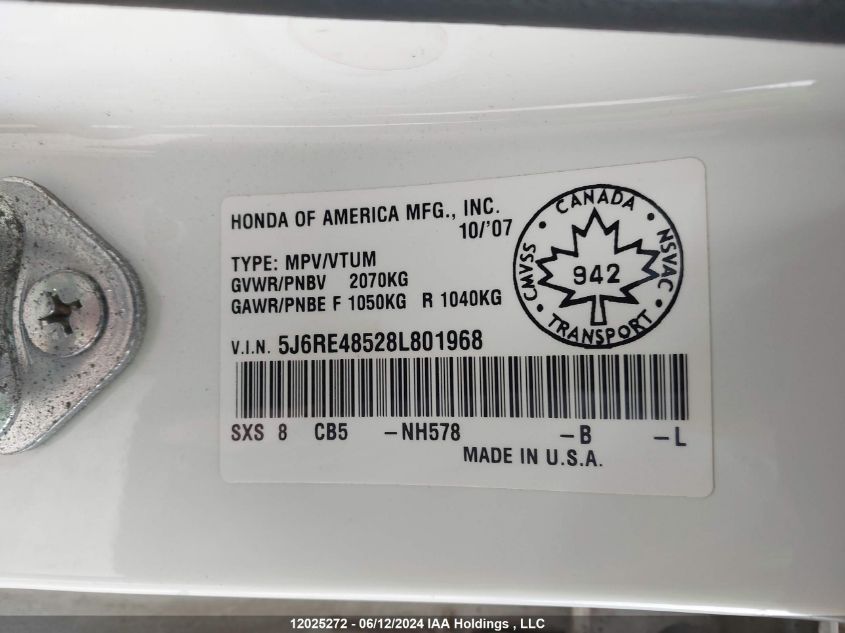 HONDA OF AMERICA MFG., INC.
10/'07
TYPE: MPV/VTUM
GVWR/PNBV 2070KG
GAWR/PNBE F 1050KG R 1040KG
CANADA
CMVSS
NSVAC
942
TRANSPORT
V.I.N. 5J6RE48528L801968
SXS 8 CB5 -NH578 -B -L
MADE IN U.S.A.
12025272 - 06/12/2024 IAA Holdings , LLC